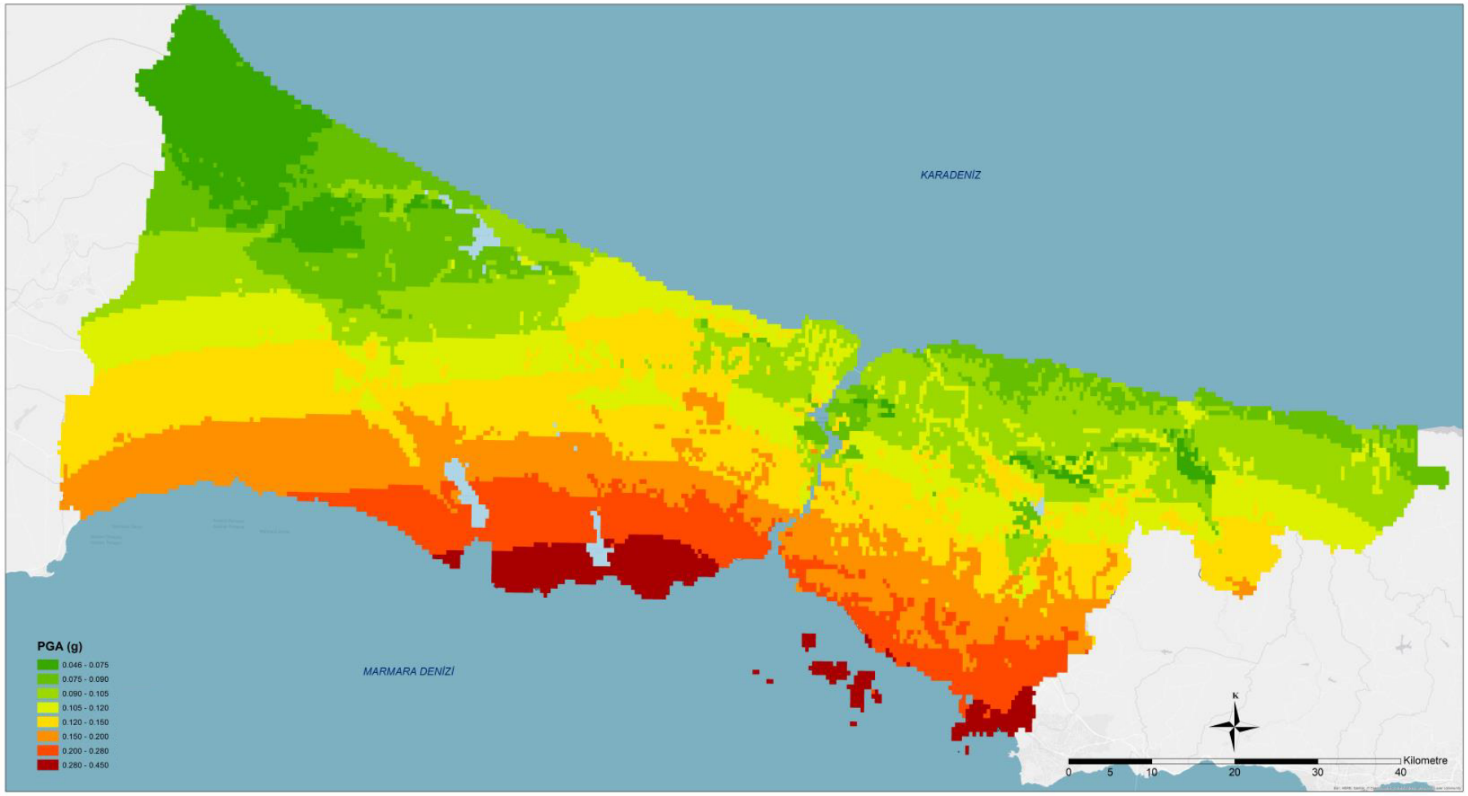 KARADENİZ
MARMARA DENİZİ
PGA (g)
0.046 - 0.075
0.075 - 0.090
0.090 - 0.105
0.105 - 0.120
0.120 - 0.150
0.150 - 0.200
0.200 - 0.280
0.280 - 0.450
K
Kilometre
0 5 10 20 30 40